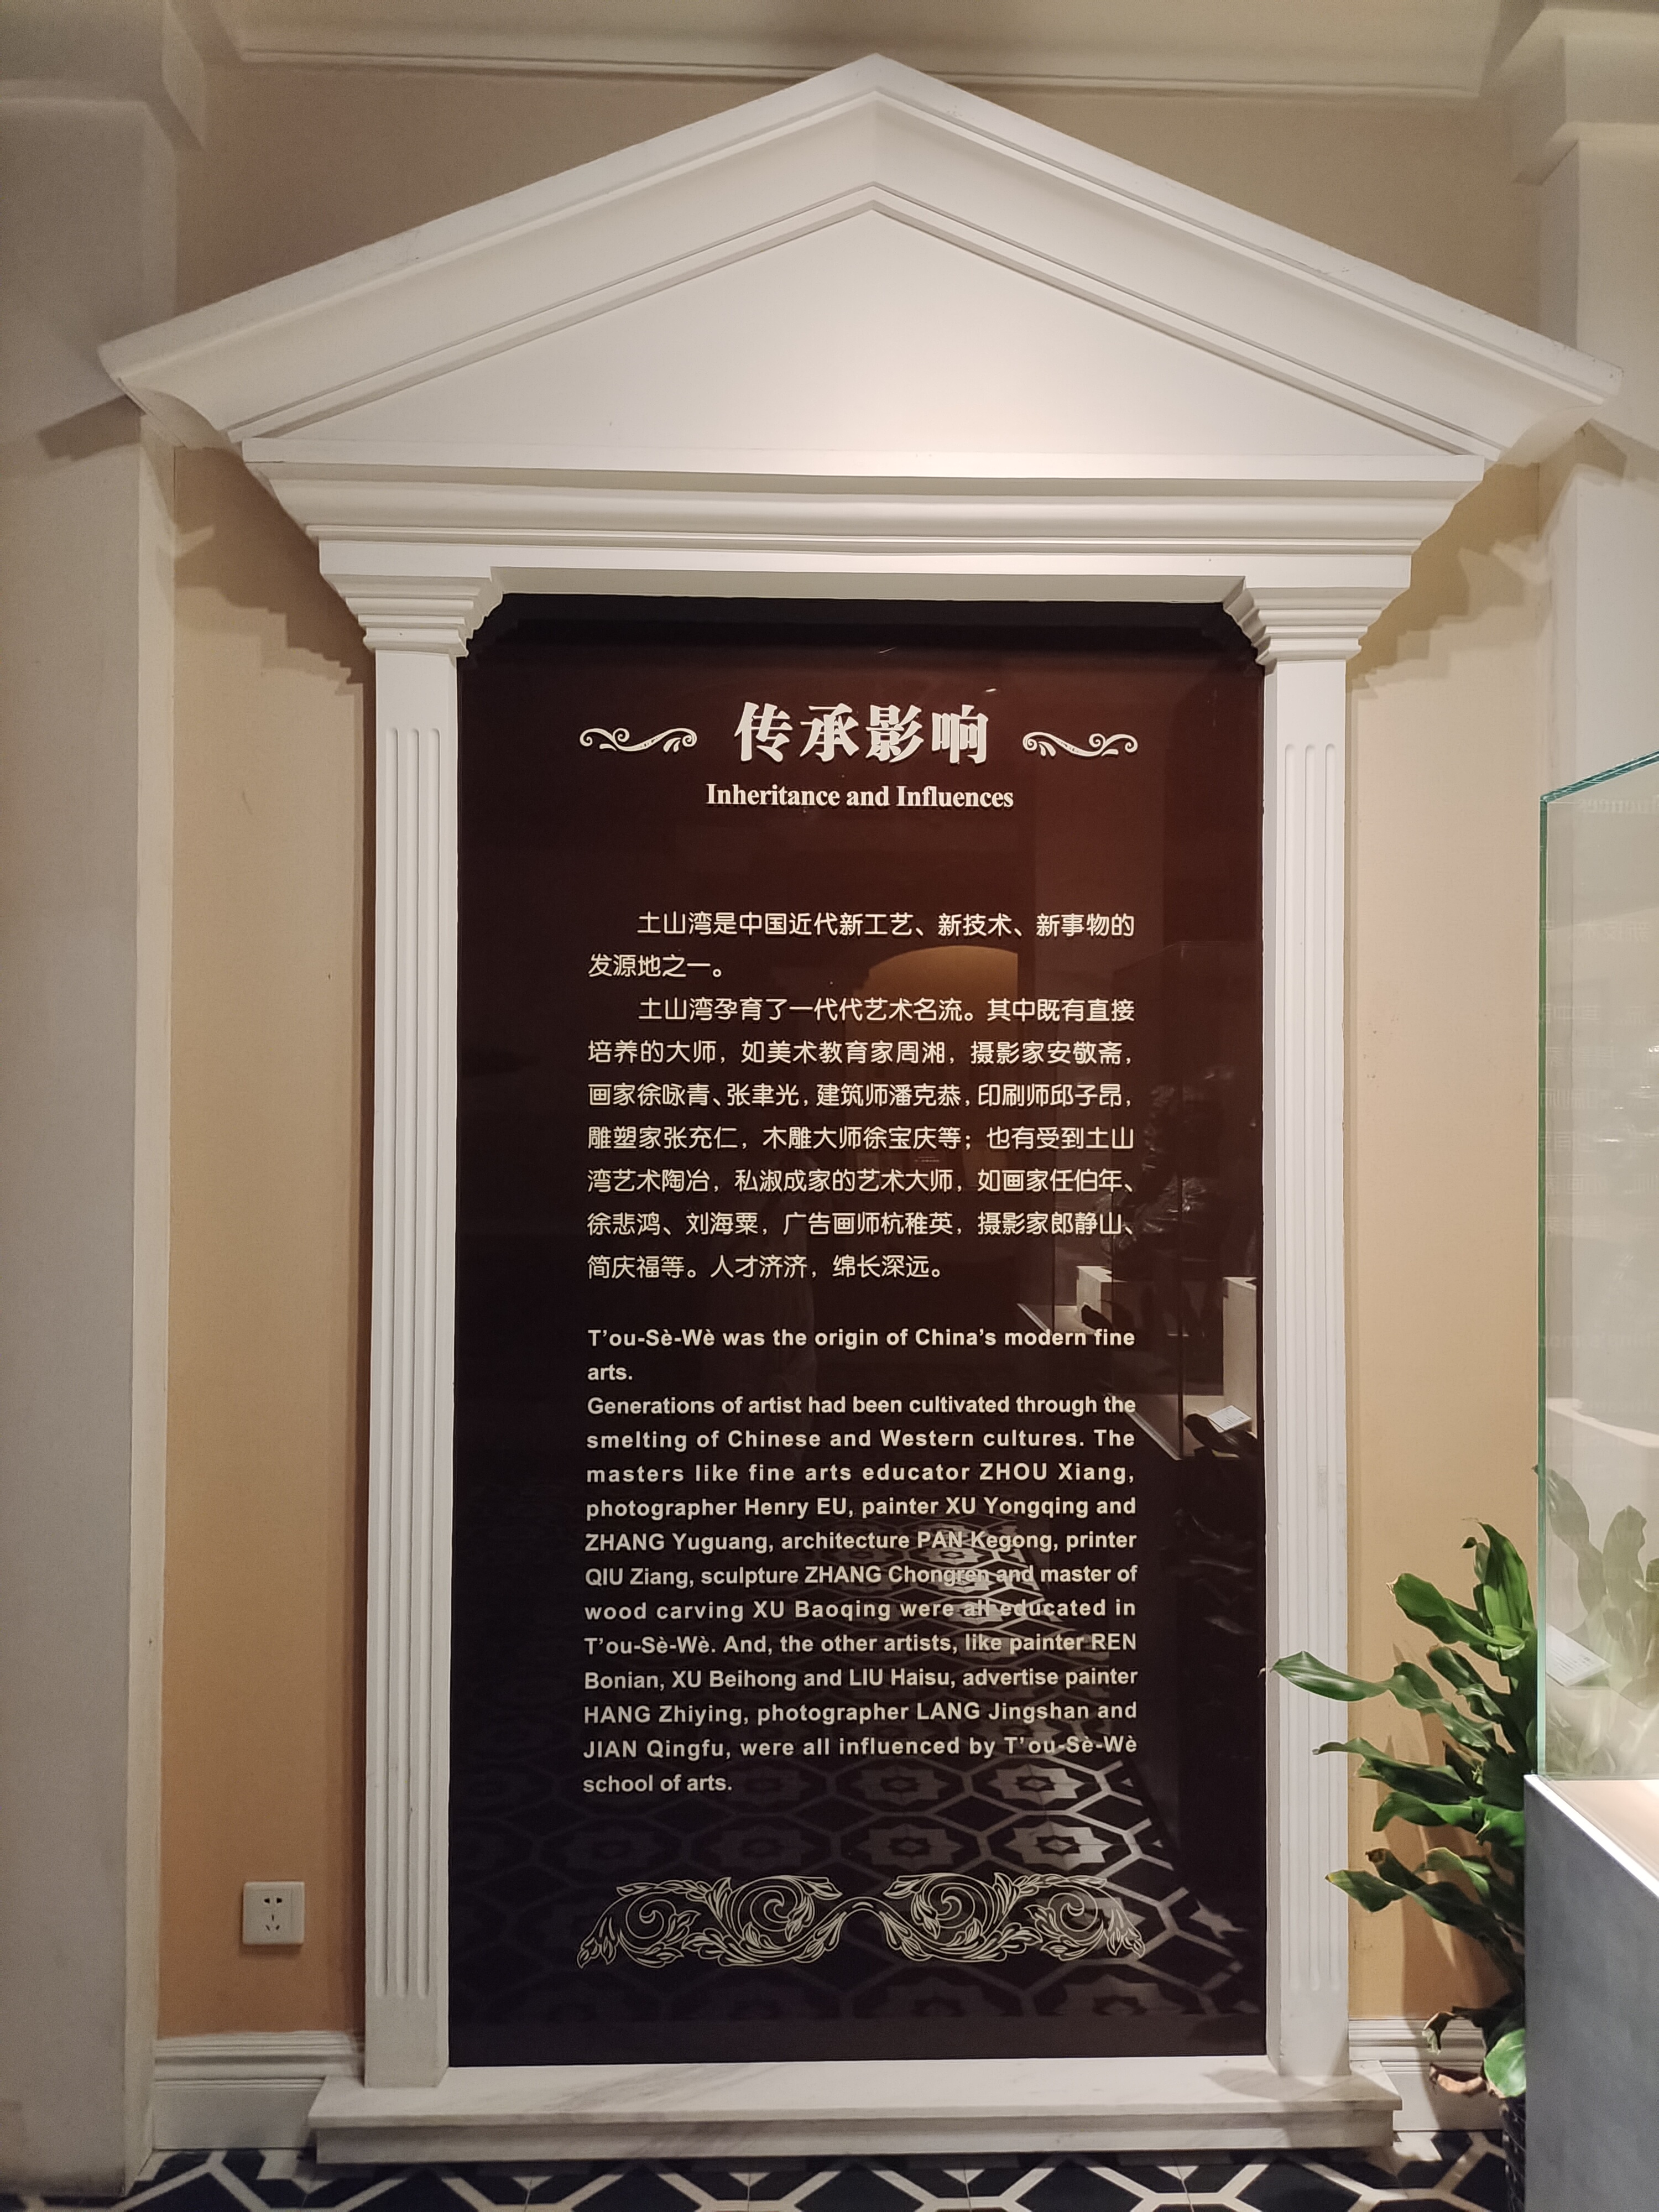 传承影响
Inheritance and Influences
土山湾是中国近代新工艺、新技术、新事物的
发源地之一。
土山湾孕育了一代代艺术名流。其中既有直接
培养的大师，如美术教育家周湘，摄影家安敬斋，
画家徐咏青、张聿光，建筑师潘克恭，印刷师邱子昂，
雕塑家张充仁，木雕大师徐宝庆等；也有受到土山
湾艺术陶冶，私淑成家的艺术大师，如画家任伯年、
徐悲鸿、刘海粟，广告画师杭稚英，摄影家郎静山、
简庆福等。人才济济，绵长深远。
T’ou-Sè-Wè was the origin of China’s modern fine
arts.
Generations of artist had been cultivated through the
smelting of Chinese and Western cultures. The
masters like fine arts educator ZHOU Xiang,
photographer Henry EU, painter XU Yongqing and
ZHANG Yuguang, architecture PAN Kegong, printer
QIU Ziang, sculpture ZHANG Chongren and master of
wood carving XU Baoqing were all educated in
T’ou-Sè-Wè. And, the other artists, like painter REN
Bonian, XU Beihong and LIU Haisu, advertise painter
HANG Zhiying, photographer LANG Jingshan and
JIAN Qingfu, were all influenced by T’ou-Sè-Wè
school of arts.